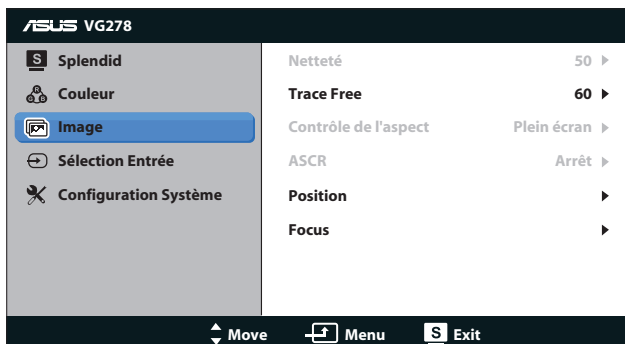 ASUS VG278
S Splendid
Couleur
Image
Sélection Entrée
Configuration Système
Netteté 50
Trace Free 60
Contrôle de l'aspect Plein écran
ASCR Arrêt
Position
Focus
Move Menu S Exit